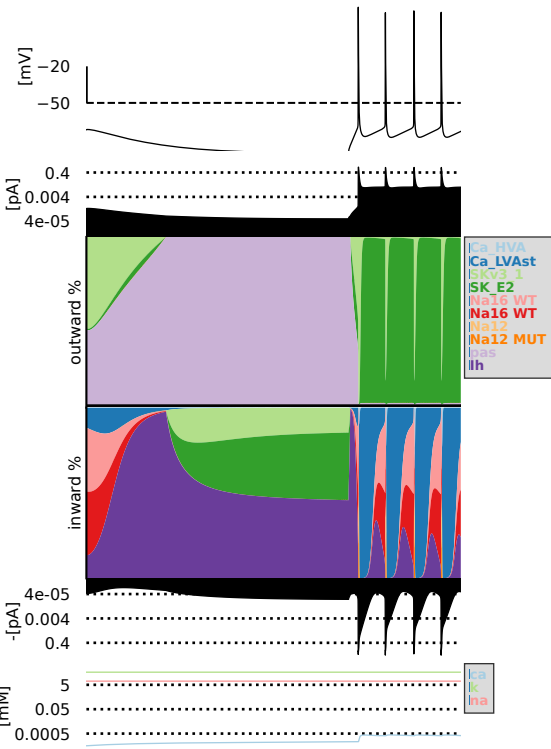 [mV]
−20
−50
[pA]
0.4
0.004
4e-05
outward %
Ca_HVA
Ca_LVAst
SKv3_1
SK_E2
Na16 WT
Na16 WT
Na12
Na12 MUT
pas
Ih
inward %
-[pA]
4e-05
0.004
0.4
[mM]
5
0.05
0.0005
ca
k
na